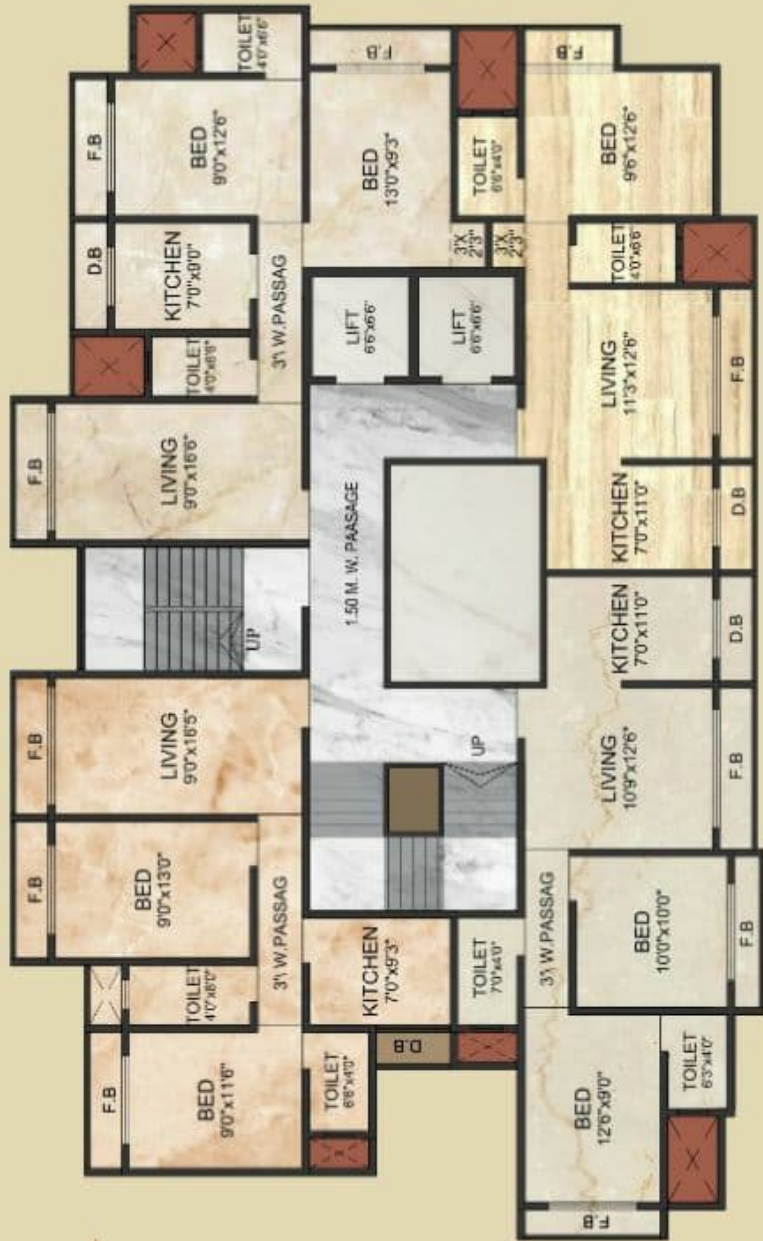 F.B
BED
9'0"x11'6"
TOILET
6'6"x4'0"
TOILET
4'0"x8'0"
3'\ W.PASSAG
KITCHEN
7'0"x9'3"
D.B
F.B
BED
9'0"x13'0"
F.B
LIVING
9'0"x16'5"
UP
F.B
LIVING
9'0"x16'6"
TOILET
4'0"x6'6"
3'\ W.PASSAG
D.B
KITCHEN
7'0"x9'0"
F.B
BED
9'0"x12'6"
TOILET
4'0"x6'6"
BED
13'0"x9'3"
F.B
3'X
2'3"
UP
1.50 M. W. PAASAGE
LIFT
6'6"x6'6"
LIFT
6'6"x6'6"
F.B
BED
12'6"x9'0"
TOILET
6'3"x4'0"
TOILET
7'0"x4'0"
3'\ W.PASSAG
BED
10'0"x10'0"
F.B
LIVING
10'9"x12'6"
F.B
KITCHEN
7'0"x11'0"
D.B
KITCHEN
7'0"x11'0"
D.B
LIVING
11'3"x12'6"
F.B
TOILET
4'0"x6'6"
3'X
2'3"
TOILET
6'6"x4'0"
BED
9'6"x12'6"
F.B